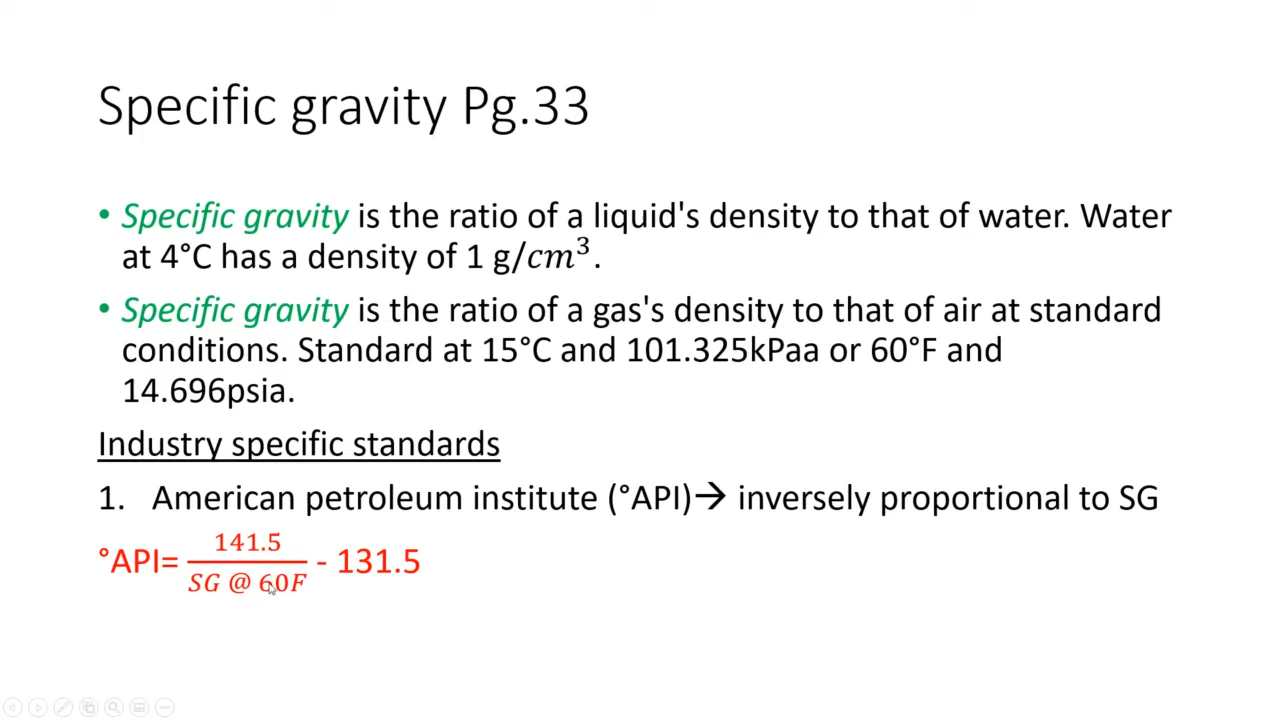 Specific gravity Pg.33
• Specific gravity is the ratio of a liquid's density to that of water. Water
at 4°C has a density of 1 g/cm³.
• Specific gravity is the ratio of a gas's density to that of air at standard
conditions. Standard at 15°C and 101.325kPaa or 60°F and
14.696psia.
Industry specific standards
1. American petroleum institute (°API)→ inversely proportional to SG
°API= 141.5 / SG @ 60F - 131.5